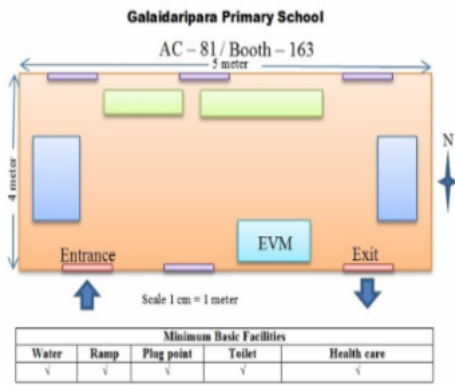 Galaidaripara Primary School
AC – 81/ Booth – 163
5 meter
4 meter
N
EVM
Entrance
Exit
Scale 1 cm = 1 meter
Minimum Basic Facilities
Water Ramp Plug point Toilet Health care
√ √ √ √ √